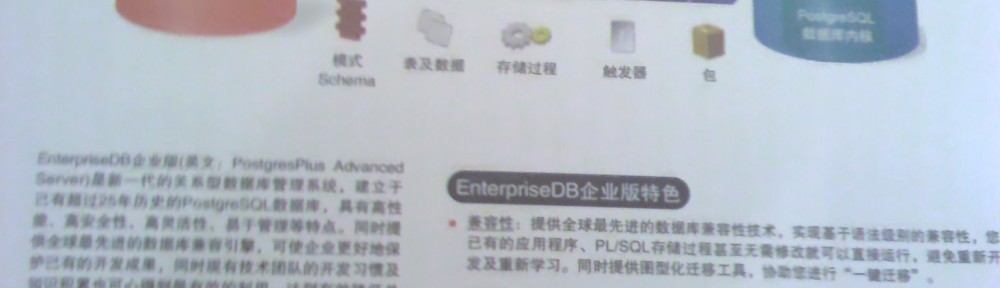 PostgreSQL
数据库内核
模式
Schema
表及数据
存储过程
触发器
包
EnterpriseDB企业版(英文：PostgresPlus Advanced
Server)是新一代的关系型数据库管理系统，建立于
已有超过25年历史的PostgreSQL数据库，具有高性
能、高安全性、高灵活性、易于管理等特点。同时提
供全球最先进的数据库兼容引擎，可使企业更好地保
护已有的开发成果，同时现有技术团队的开发习惯及
EnterpriseDB企业版特色
兼容性：提供全球最先进的数据库兼容性技术，实现基于语法级别的兼容性，您
已有的应用程序、PL/SQL存储过程甚至无需修改就可以直接运行，避免重新开
发及重新学习。同时提供图型化迁移工具，协助您进行“一键迁移”。